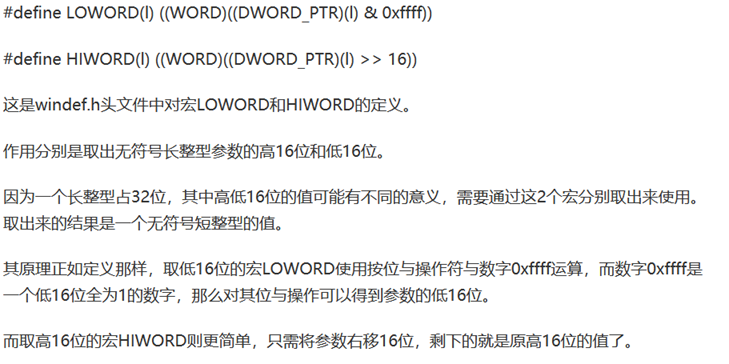 #define LOWORD(l) ((WORD)((DWORD_PTR)(l) & 0xffff))
#define HIWORD(l) ((WORD)((DWORD_PTR)(l) >> 16))
这是windef.h头文件中对宏LOWORD和HIWORD的定义。
作用分别是取出无符号长整型参数的高16位和低16位。
因为一个长整型占32位，其中高低16位的值可能有不同的意义，需要通过这2个宏分别取出来使用。
取出来的结果是一个无符号短整型的值。
其原理正如定义那样，取低16位的宏LOWORD使用按位与操作符与数字0xffff运算，而数字0xffff是
一个低16位全为1的数字，那么对其位与操作可以得到参数的低16位。
而取高16位的宏HIWORD则更简单，只需将参数右移16位，剩下的就是原高16位的值了。